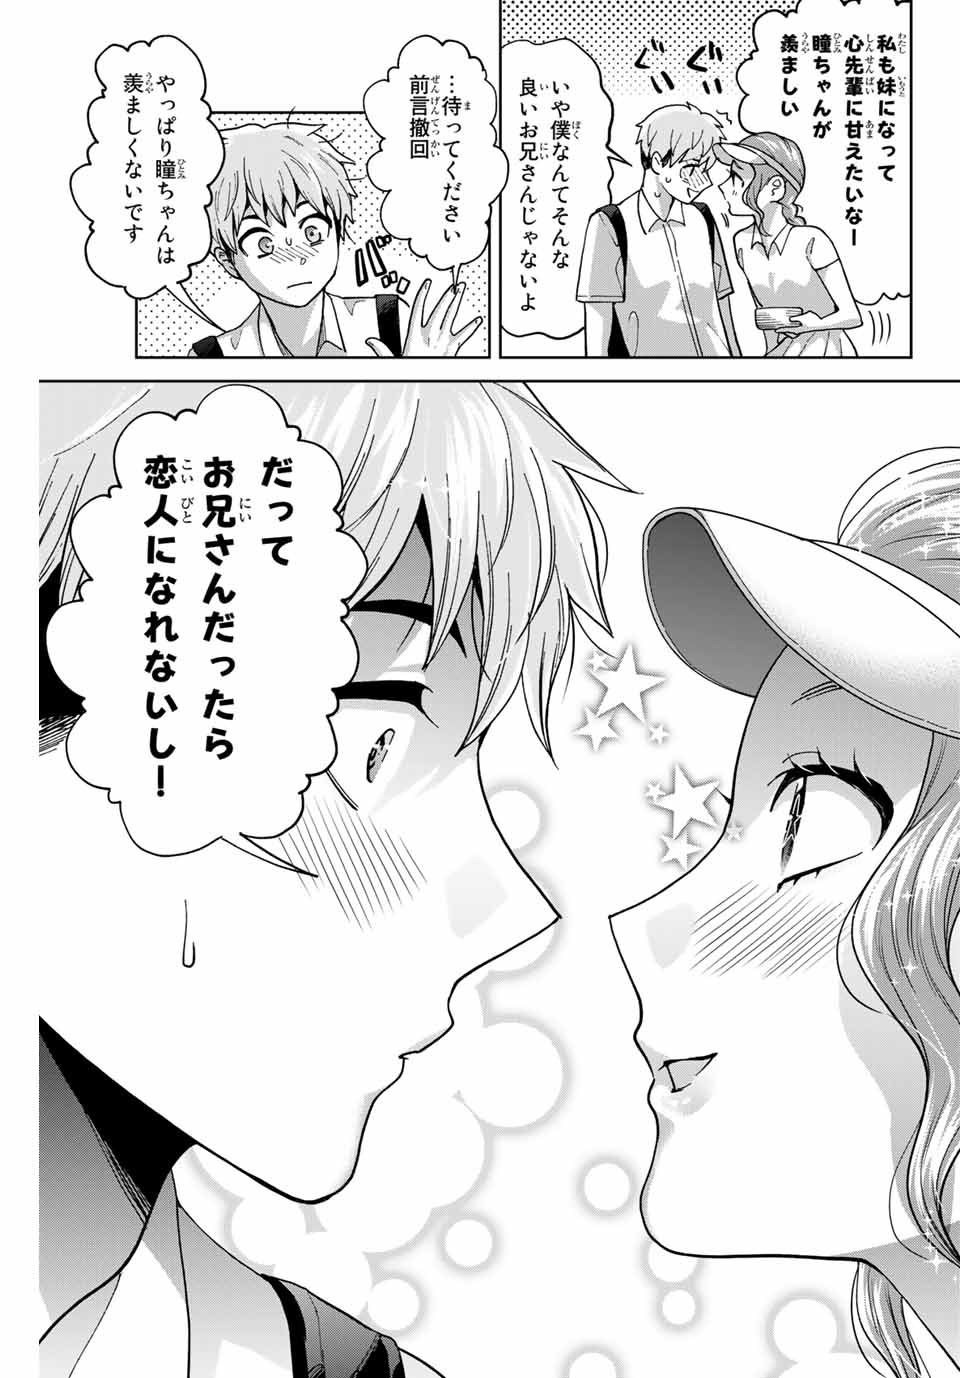 私も妹になって
心先輩に甘えたいなー
瞳ちゃんが
羨ましい
いや僕なんてそんな
良いお兄さんじゃないよ
ぐぐぐ
…待ってください
前言撤回
やっぱり瞳ちゃんは
羨ましくないです
バッ
だって
お兄さんだったら
恋人になれないし！